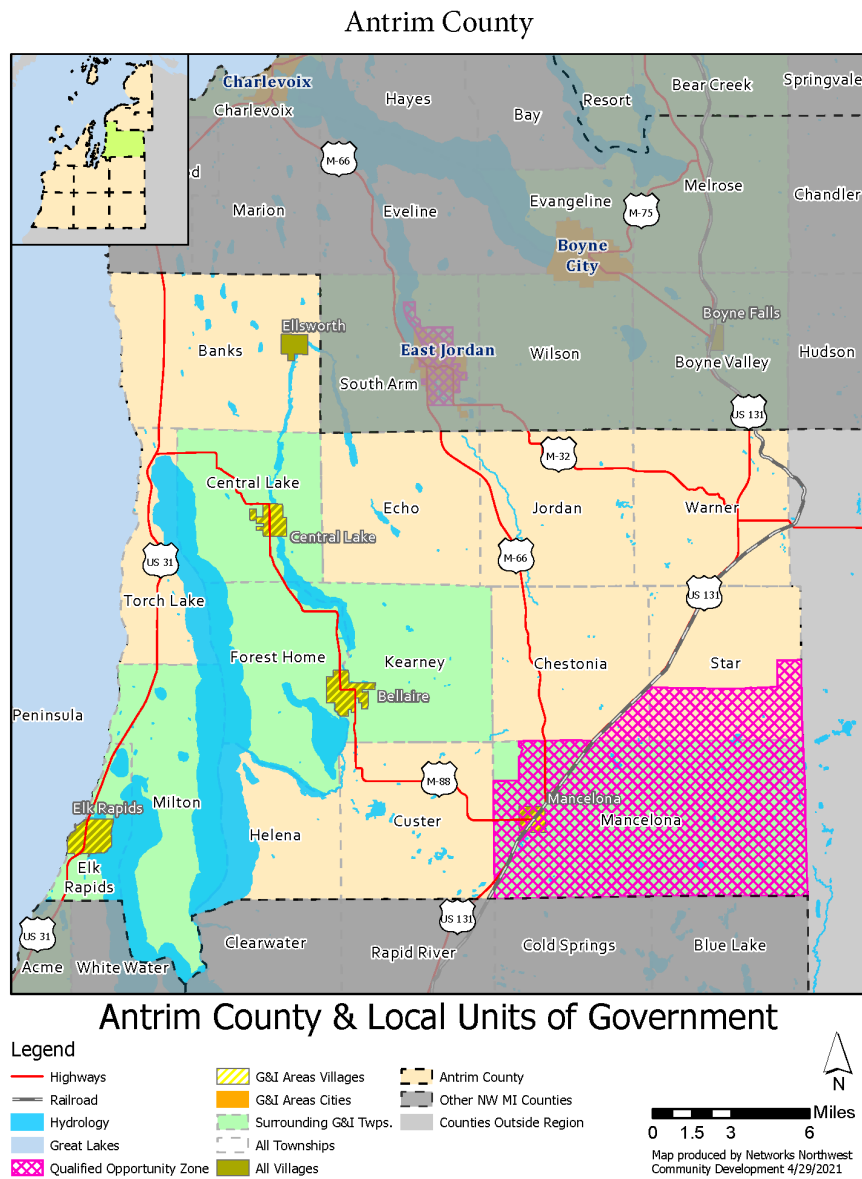 Antrim County
Charlevoix
Charlevoix
Hayes
Bay
Resort
Bear Creek
Springvale
M-66
Marion
Eveline
Evangeline
M-75
Melrose
Chandler
Boyne
City
Ellsworth
Banks
East Jordan
South Arm
Wilson
Boyne Falls
Boyne Valley
Hudson
US 131
M-32
Central Lake
Echo
Jordan
Warner
Central Lake
US 31
M-66
US 131
Torch Lake
Forest Home
Kearney
Chestonia
Star
Bellaire
Peninsula
M-88
Mancelona
Elk Rapids
Milton
Helena
Custer
Mancelona
Elk
Rapids
US 31
US 131
Acme
White Water
Clearwater
Rapid River
Cold Springs
Blue Lake
Antrim County & Local Units of Government
Legend
Highways
Railroad
Hydrology
Great Lakes
Qualified Opportunity Zone
G&I Areas Villages
G&I Areas Cities
Surrounding G&I Twps.
All Townships
All Villages
Antrim County
Other NW MI Counties
Counties Outside Region
N
Miles
0 1.5 3 6
Map produced by Networks Northwest
Community Development 4/29/2021